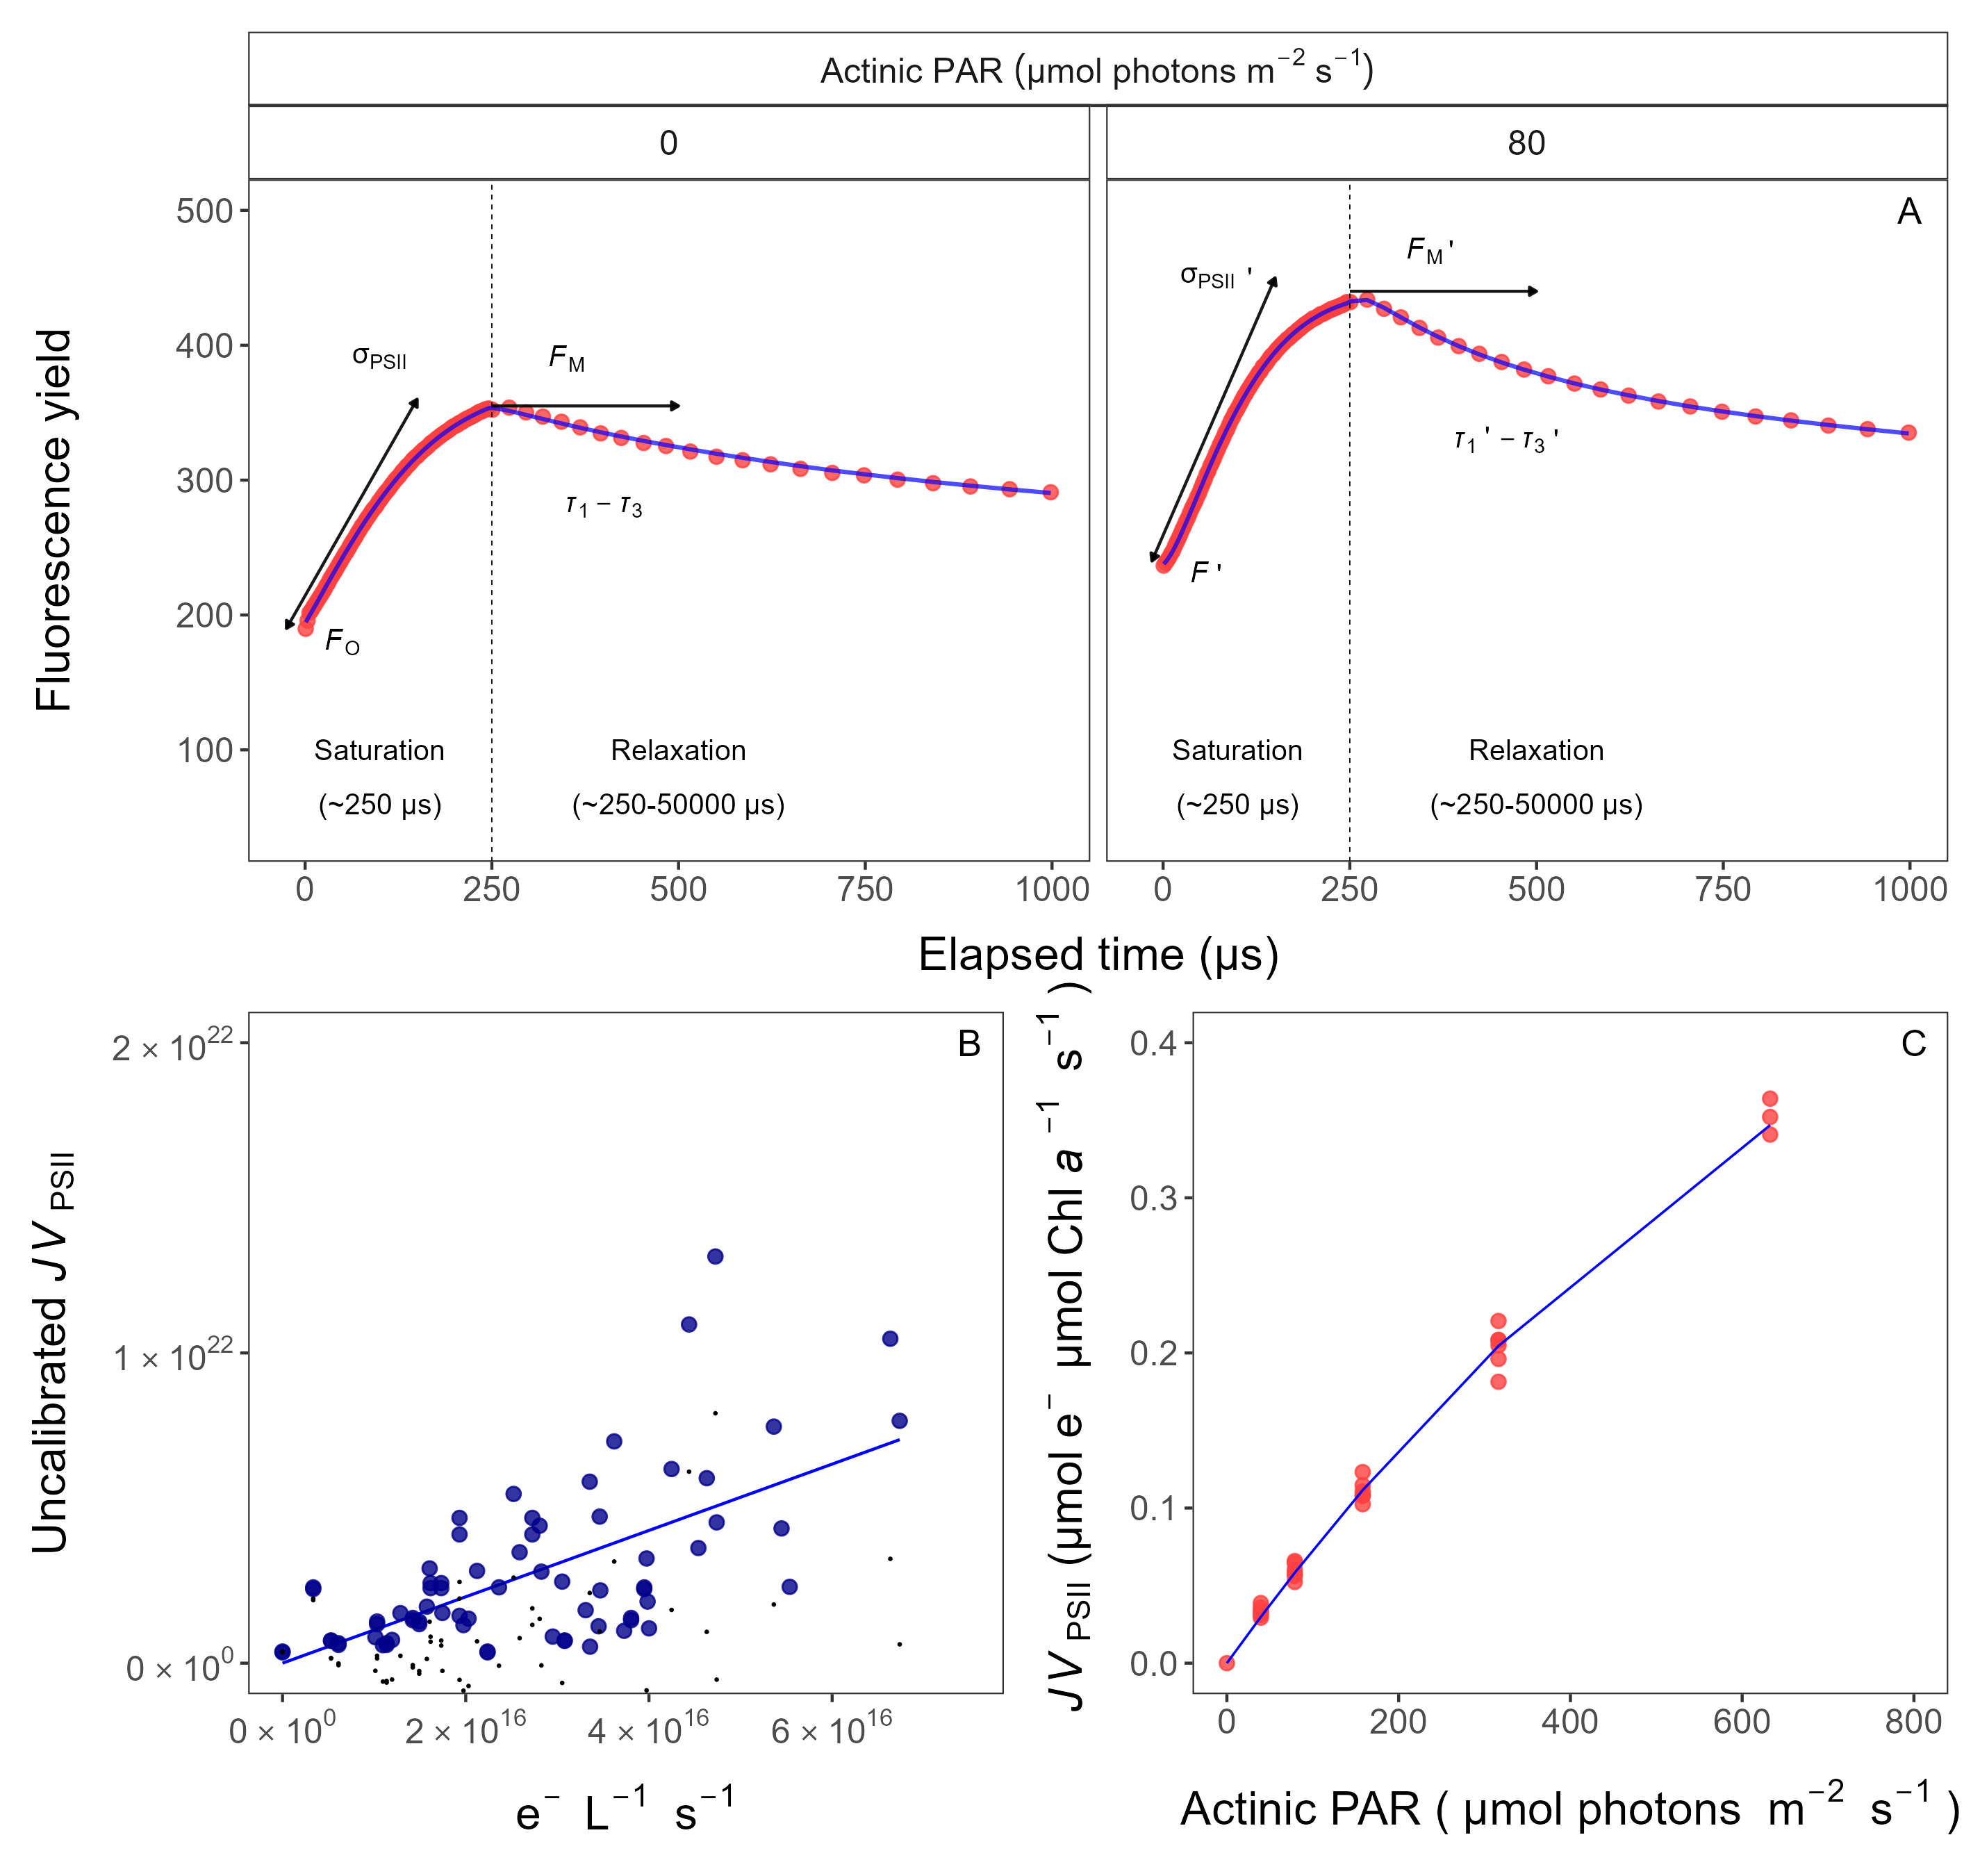 Actinic PAR (µmol photons m⁻² s⁻¹)
0
80
A
Fluorescence yield
500
400
300
200
100
σPSII
FM
τ1 − τ3
FO
Saturation
(~250 µs)
Relaxation
(~250-50000 µs)
σPSII '
FM '
τ1 ' − τ3 '
F '
Saturation
(~250 µs)
Relaxation
(~250-50000 µs)
0 250 500 750 1000
0 250 500 750 1000
Elapsed time (µs)
B
Uncalibrated JV PSII
2 × 10²²
1 × 10²²
0 × 10⁰
0 × 10⁰ 2 × 10¹⁶ 4 × 10¹⁶ 6 × 10¹⁶
e⁻ L⁻¹ s⁻¹
C
JV PSII (µmol e⁻ µmol Chl a ⁻¹ s⁻¹ )
0.4
0.3
0.2
0.1
0.0
0 200 400 600 800
Actinic PAR ( µmol photons m⁻² s⁻¹ )